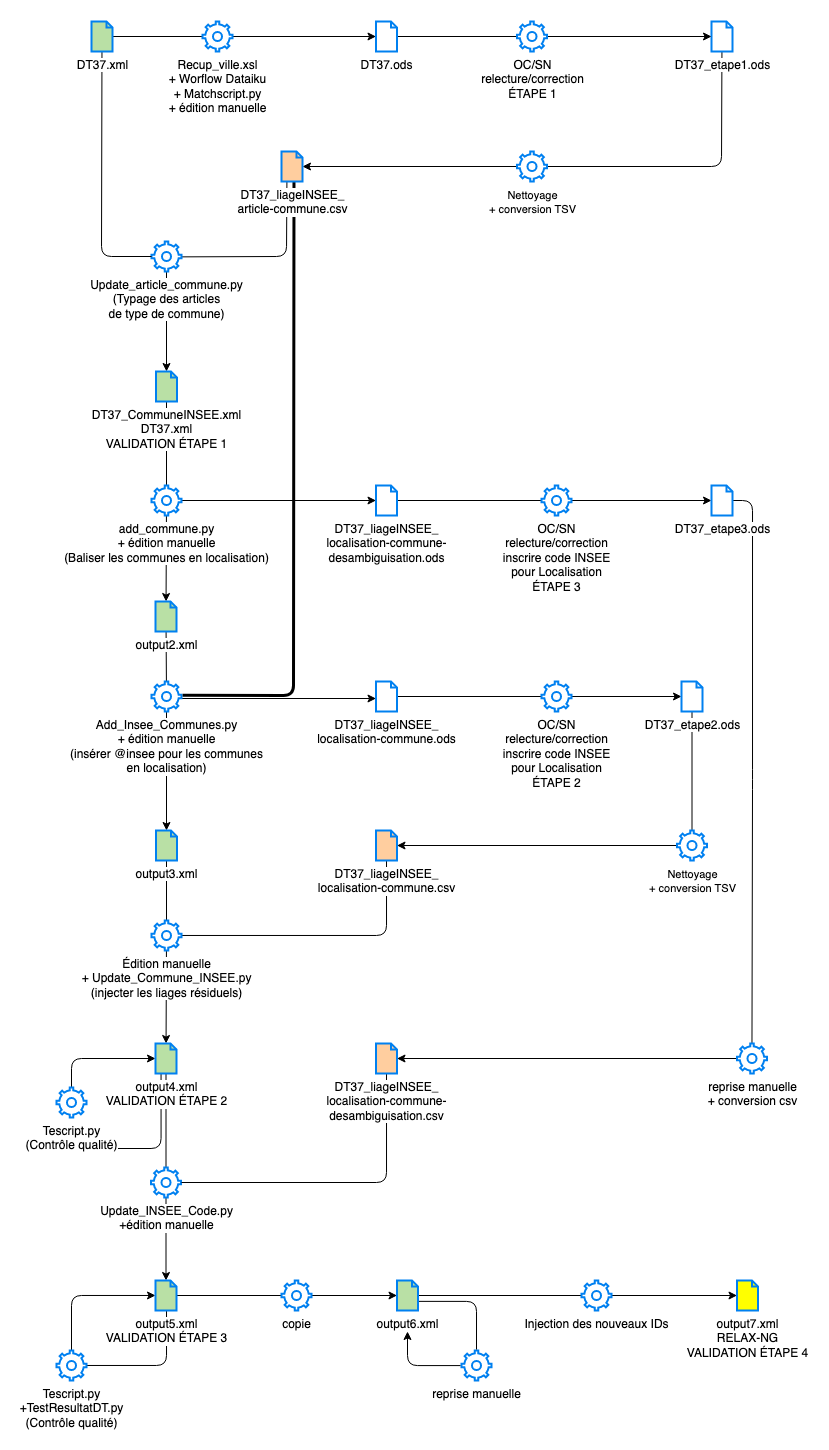 DT37.xml
Recup_ville.xsl
+ Worflow Dataiku
+ Matchscript.py
+ édition manuelle
DT37.ods
OC/SN
relecture/correction
ÉTAPE 1
DT37_etape1.ods
DT37_liageINSEE_
article-commune.csv
Nettoyage
+ conversion TSV
Update_article_commune.py
(Typage des articles
de type de commune)
DT37_CommuneINSEE.xml
DT37.xml
VALIDATION ÉTAPE 1
add_commune.py
+ édition manuelle
(Baliser les communes en localisation)
DT37_liageINSEE_
localisation-commune-
desambiguisation.ods
OC/SN
relecture/correction
inscrire code INSEE
pour Localisation
ÉTAPE 3
DT37_etape3.ods
output2.xml
Add_Insee_Communes.py
+ édition manuelle
(insérer @insee pour les communes
en localisation)
DT37_liageINSEE_
localisation-commune.ods
OC/SN
relecture/correction
inscrire code INSEE
pour Localisation
ÉTAPE 2
DT37_etape2.ods
output3.xml
DT37_liageINSEE_
localisation-commune.csv
Nettoyage
+ conversion TSV
Édition manuelle
+ Update_Commune_INSEE.py
(injecter les liages résiduels)
output4.xml
VALIDATION ÉTAPE 2
Tescript.py
(Contrôle qualité)
DT37_liageINSEE_
localisation-commune-
desambiguisation.csv
reprise manuelle
+ conversion csv
Update_INSEE_Code.py
+édition manuelle
output5.xml
VALIDATION ÉTAPE 3
copie
output6.xml
Injection des nouveaux IDs
output7.xml
RELAX-NG
VALIDATION ÉTAPE 4
Tescript.py
+TestResultatDT.py
(Contrôle qualité)
reprise manuelle